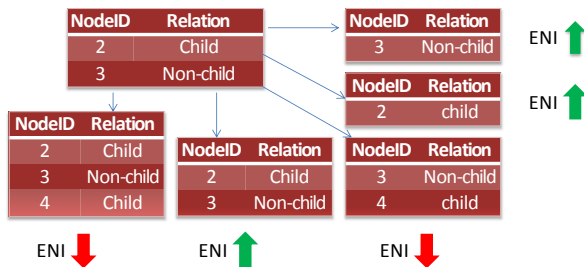 NodeID Relation
2 Child
3 Non-child
NodeID Relation
3 Non-child
ENI
NodeID Relation
2 child
ENI
NodeID Relation
2 Child
3 Non-child
4 Child
ENI
NodeID Relation
2 Child
3 Non-child
ENI
NodeID Relation
3 Non-child
4 child
ENI